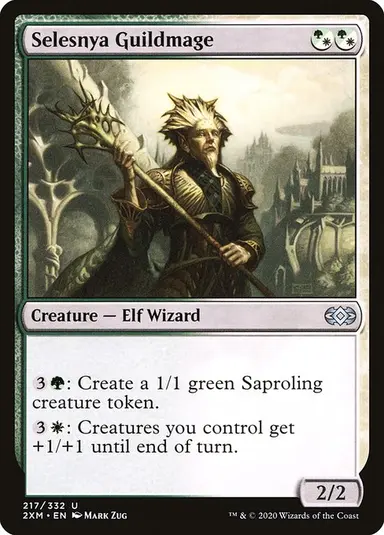 Selesnya Guildmage
Creature — Elf Wizard
3: Create a 1/1 green Saproling
creature token.
3: Creatures you control get
+1/+1 until end of turn.
2/2
217/332 U
2XM • EN Mark Zug
™ & © 2020 Wizards of the Coast